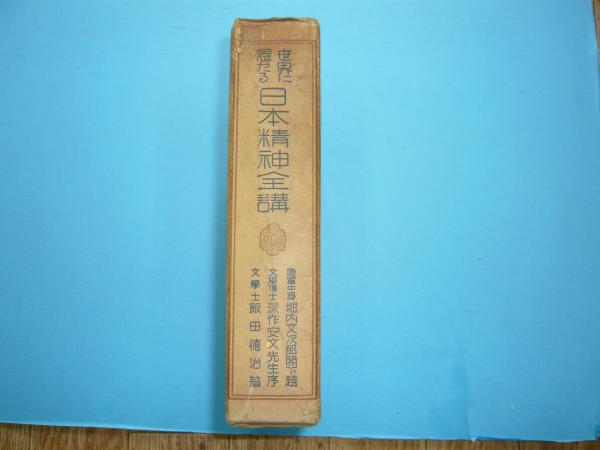 世界に
冠たる
日本精神全講
陸軍中將 堀内文次郎閣下題
文學博士 深作安文先生序
文學士 飯田德治著